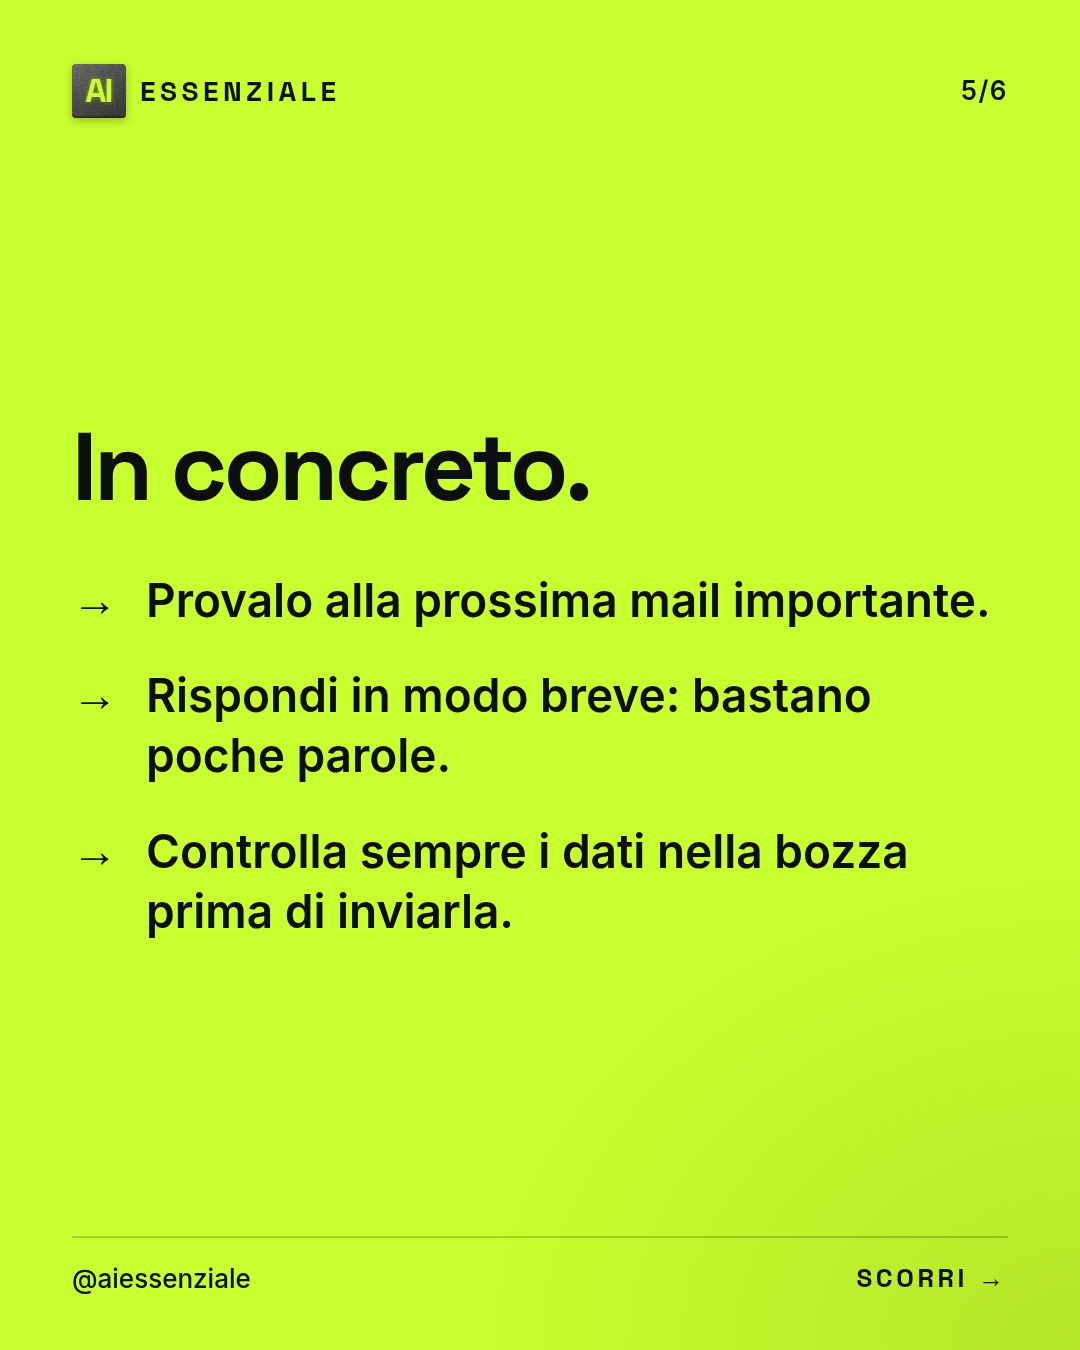 AI ESSENZIALE
5/6
In concreto.
→ Provalo alla prossima mail importante.
→ Rispondi in modo breve: bastano
poche parole.
→ Controlla sempre i dati nella bozza
prima di inviarla.
@aiessenziale
SCORRI →